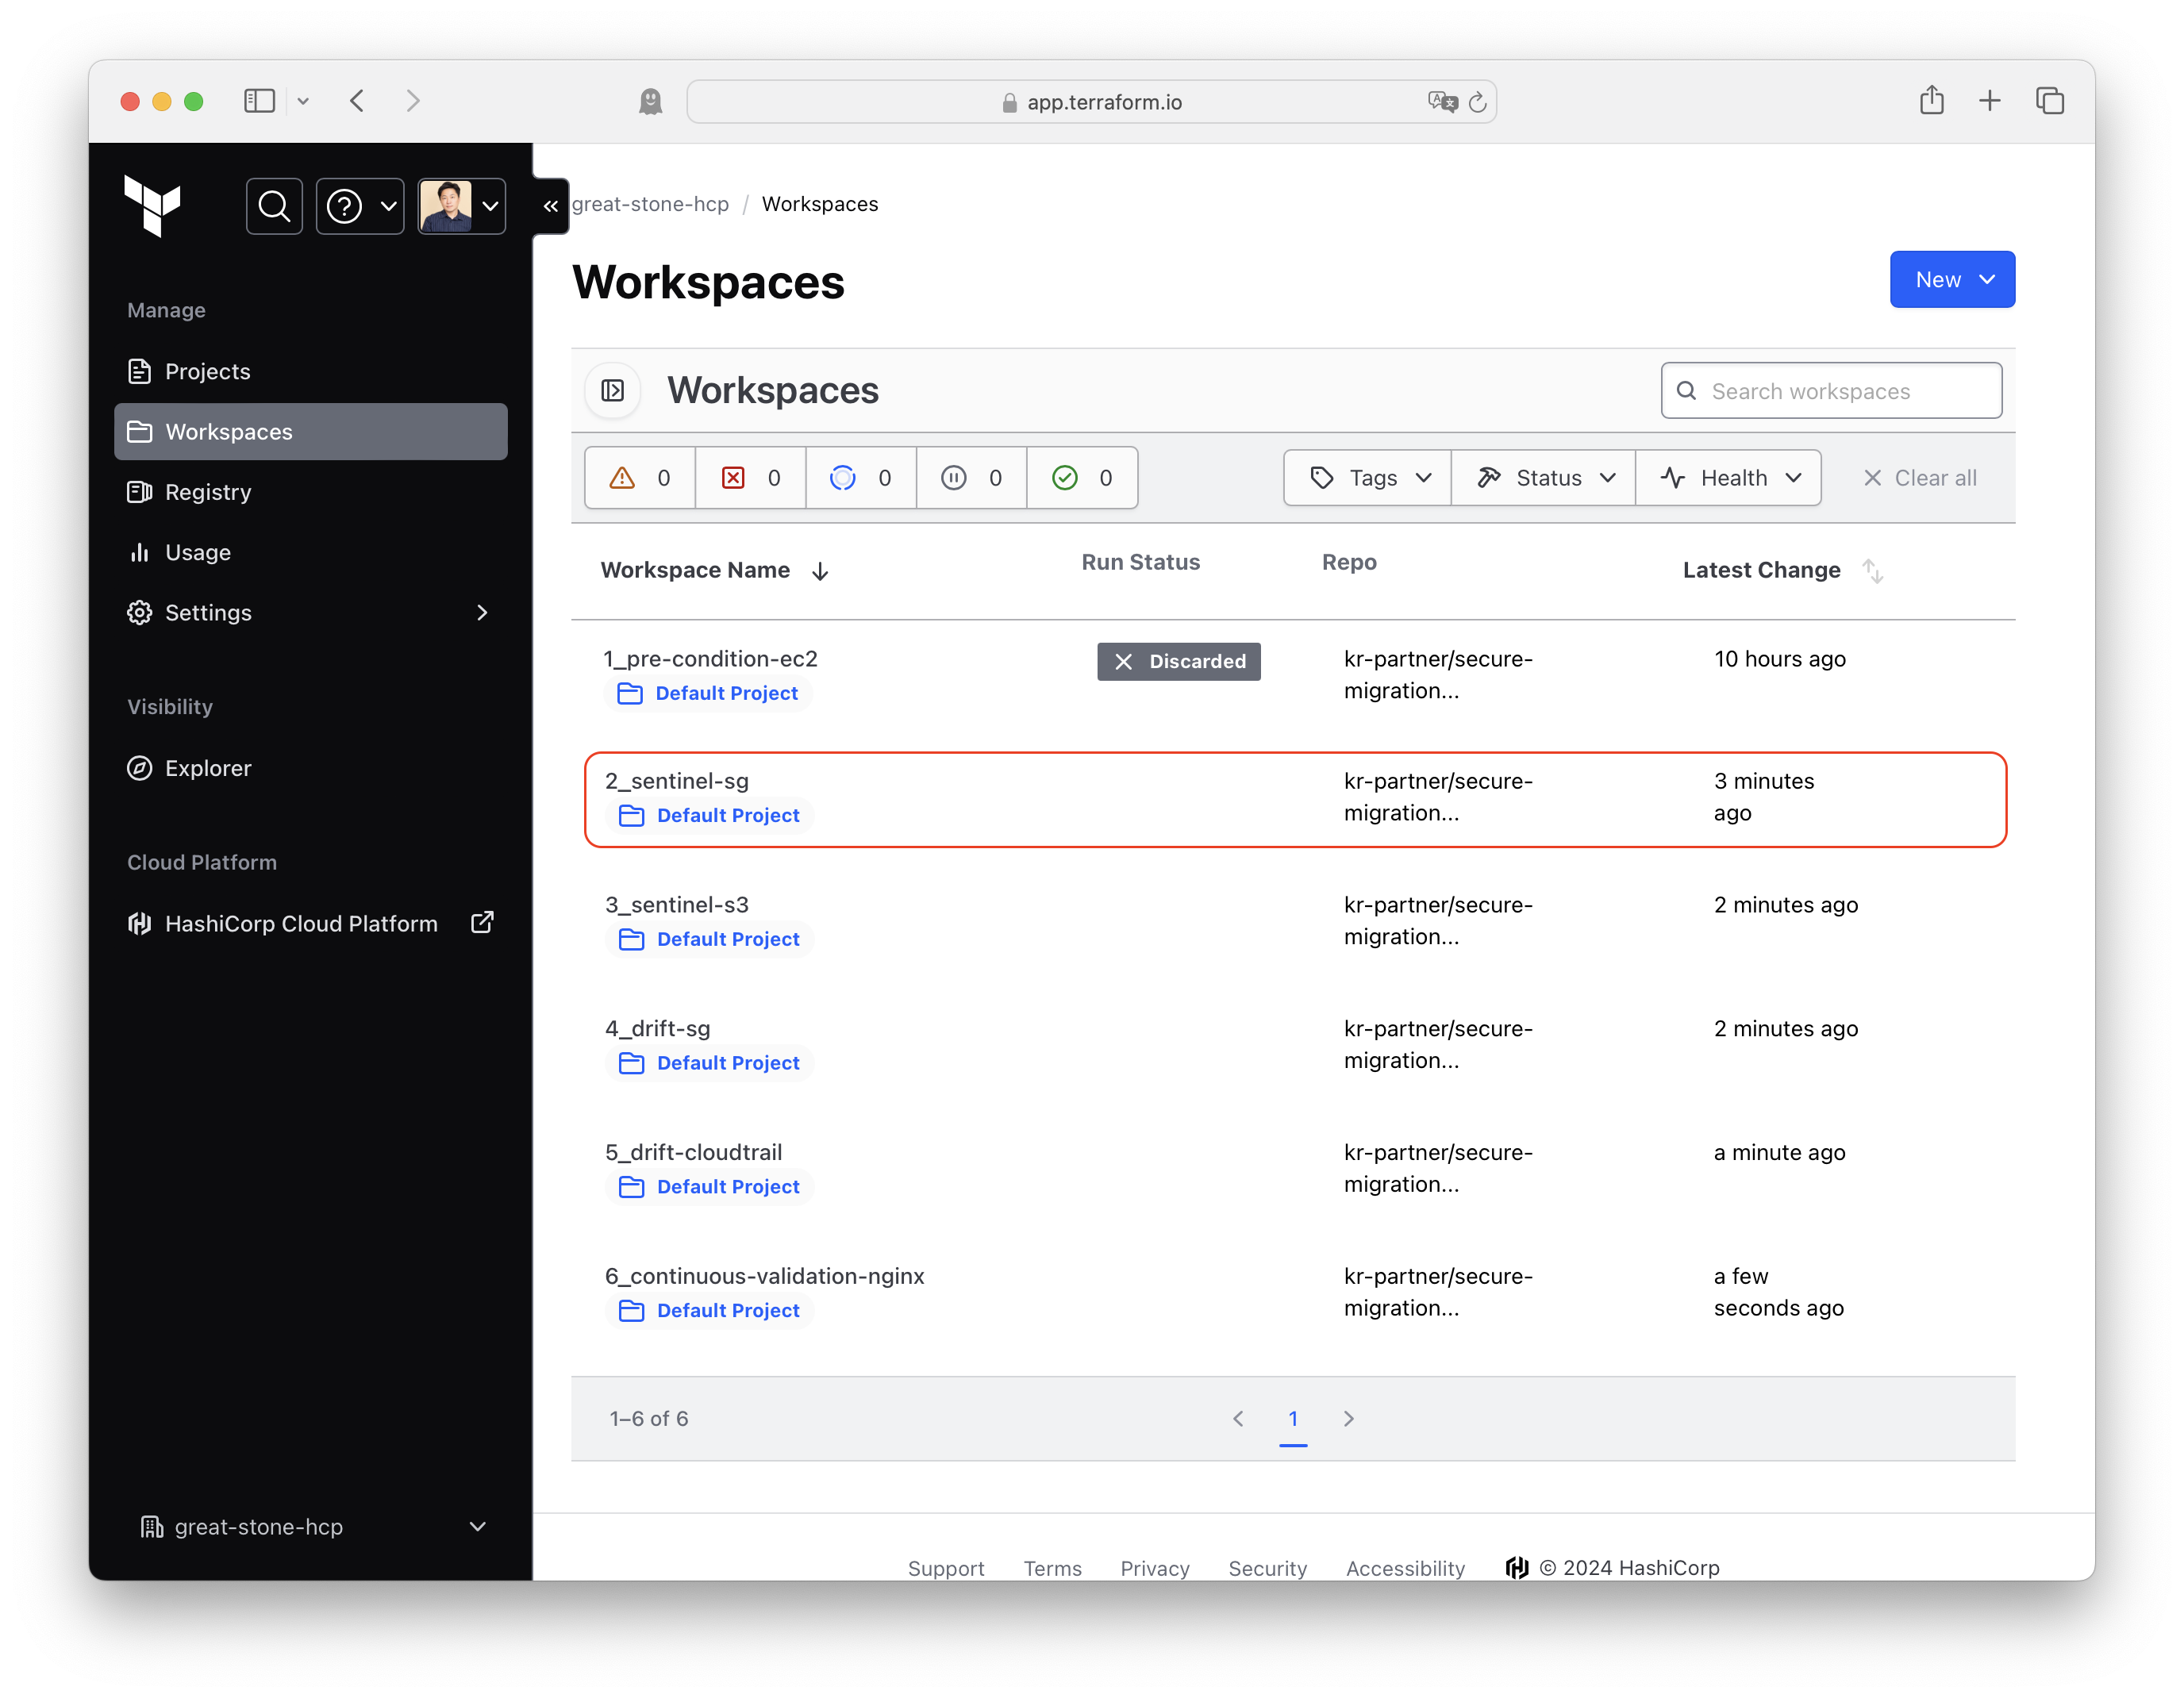 app.terraform.io
great-stone-hcp / Workspaces
Workspaces
New
Manage
Projects
Workspaces
Registry
Usage
Settings
Visibility
Explorer
Cloud Platform
HashiCorp Cloud Platform
great-stone-hcp
Workspaces
Search workspaces
0 0 0 0 0
Tags Status Health Clear all
Workspace Name Run Status Repo Latest Change
1_pre-condition-ec2 Discarded kr-partner/secure- 10 hours ago
Default Project migration...
2_sentinel-sg kr-partner/secure- 3 minutes
Default Project migration... ago
3_sentinel-s3 kr-partner/secure- 2 minutes ago
Default Project migration...
4_drift-sg kr-partner/secure- 2 minutes ago
Default Project migration...
5_drift-cloudtrail kr-partner/secure- a minute ago
Default Project migration...
6_continuous-validation-nginx kr-partner/secure- a few
Default Project migration... seconds ago
1–6 of 6 1
Support Terms Privacy Security Accessibility © 2024 HashiCorp